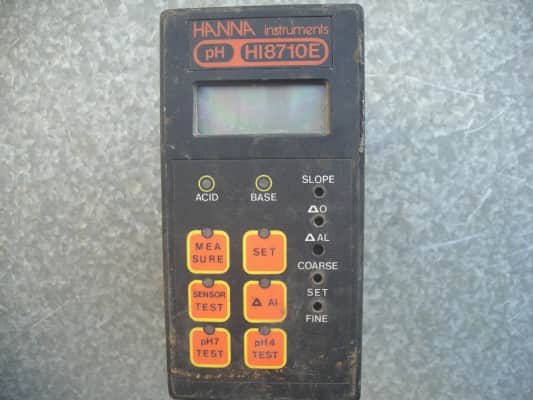 HANNA instruments
pH HI8710E
SLOPE
ACID BASE
ΔO
Δ AL
MEA
SURE
SET
COARSE
SENSOR
TEST
Δ Al
SET
FINE
pH7
TEST
pH4
TEST